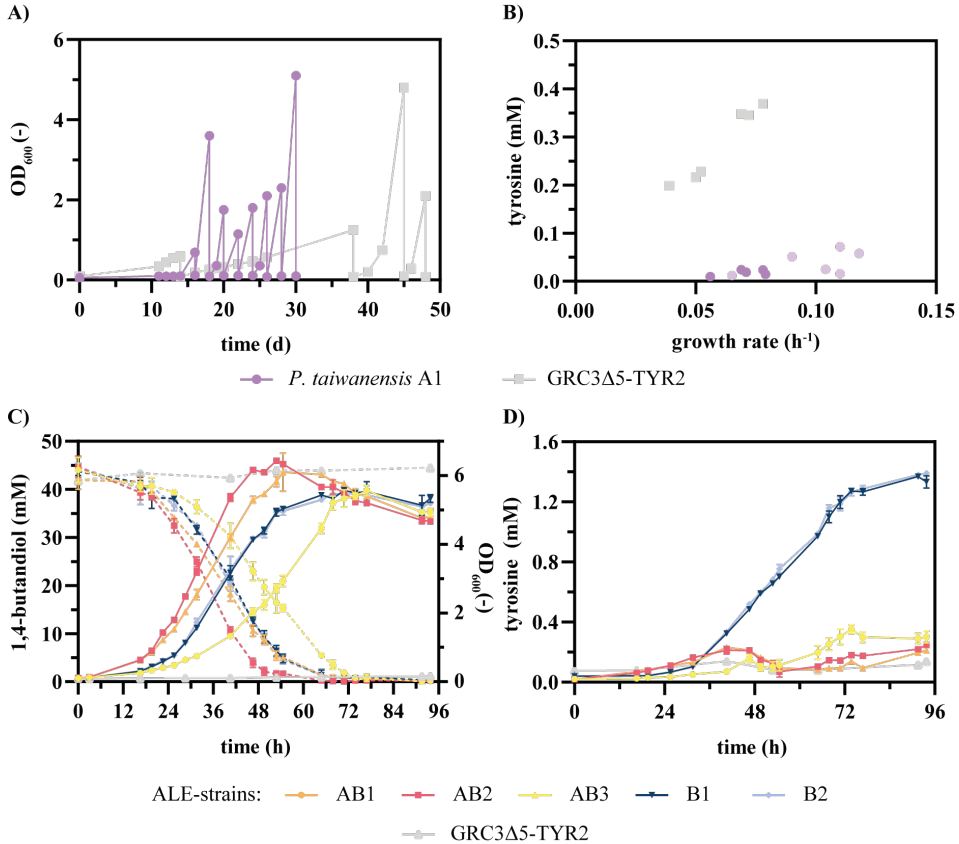 A)
B)
OD600 (-)
6
4
2
0
0 10 20 30 40 50
time (d)
tyrosine (mM)
0.5
0.4
0.3
0.2
0.1
0.0
0.00 0.05 0.10 0.15
growth rate (h-1)
P. taiwanensis A1 GRC3Δ5-TYR2
C)
D)
1,4-butandiol (mM)
50
40
30
20
10
0
0 12 24 36 48 60 72 84 96
time (h)
6
4
2
0
OD600(-)
tyrosine (mM)
1.6
1.2
0.8
0.4
0.0
0 24 48 72 96
time (h)
ALE-strains: AB1 AB2 AB3 B1 B2
GRC3Δ5-TYR2